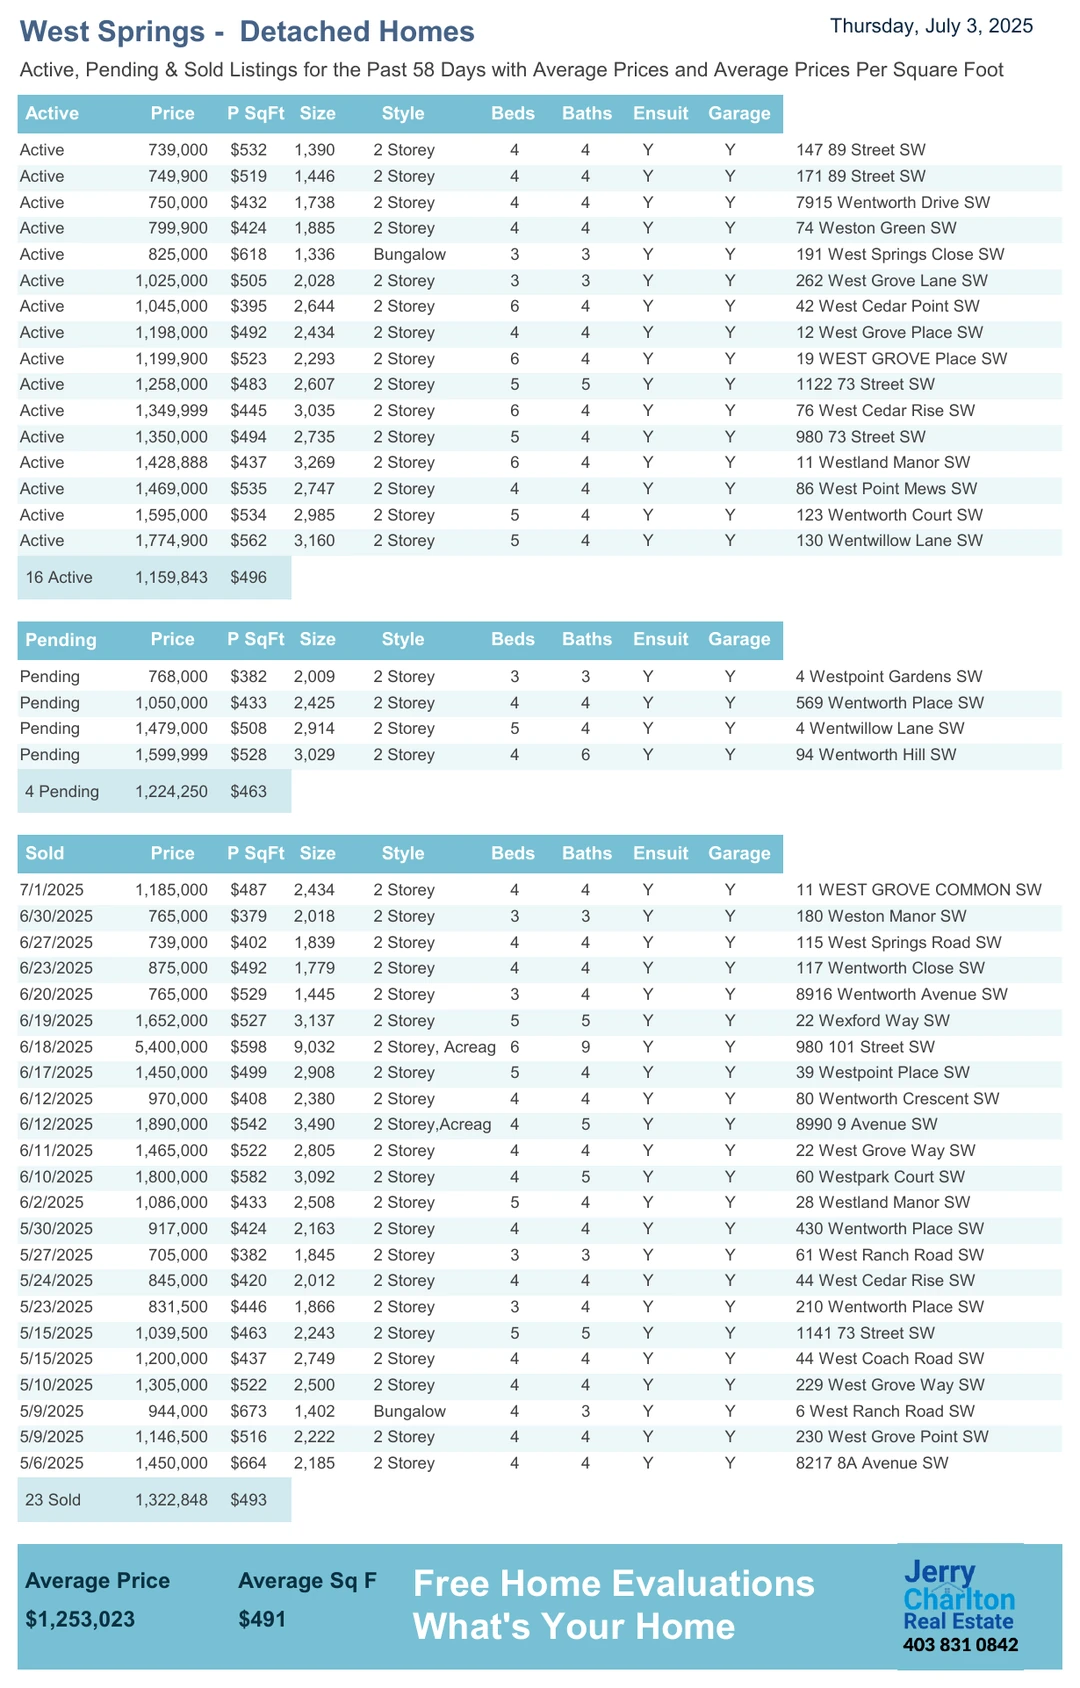 West Springs -  Detached Homes
Thursday, July 3, 2025
Active, Pending & Sold Listings for the Past 58 Days with Average Prices and Average Prices Per Square Foot
Active Price P SqFt Size Style Beds Baths Ensuit Garage
Active 739,000 $532 1,390 2 Storey 4 4 Y Y 147 89 Street SW
Active 749,900 $519 1,446 2 Storey 4 4 Y Y 171 89 Street SW
Active 750,000 $432 1,738 2 Storey 4 4 Y Y 7915 Wentworth Drive SW
Active 799,900 $424 1,885 2 Storey 4 4 Y Y 74 Weston Green SW
Active 825,000 $618 1,336 Bungalow 3 3 Y Y 191 West Springs Close SW
Active 1,025,000 $505 2,028 2 Storey 3 3 Y Y 262 West Grove Lane SW
Active 1,045,000 $395 2,644 2 Storey 6 4 Y Y 42 West Cedar Point SW
Active 1,198,000 $492 2,434 2 Storey 4 4 Y Y 12 West Grove Place SW
Active 1,199,900 $523 2,293 2 Storey 6 4 Y Y 19 WEST GROVE Place SW
Active 1,258,000 $483 2,607 2 Storey 5 5 Y Y 1122 73 Street SW
Active 1,349,999 $445 3,035 2 Storey 6 4 Y Y 76 West Cedar Rise SW
Active 1,350,000 $494 2,735 2 Storey 5 4 Y Y 980 73 Street SW
Active 1,428,888 $437 3,269 2 Storey 6 4 Y Y 11 Westland Manor SW
Active 1,469,000 $535 2,747 2 Storey 4 4 Y Y 86 West Point Mews SW
Active 1,595,000 $534 2,985 2 Storey 5 4 Y Y 123 Wentworth Court SW
Active 1,774,900 $562 3,160 2 Storey 5 4 Y Y 130 Wentwillow Lane SW
16 Active 1,159,843 $496
Pending Price P SqFt Size Style Beds Baths Ensuit Garage
Pending 768,000 $382 2,009 2 Storey 3 3 Y Y 4 Westpoint Gardens SW
Pending 1,050,000 $433 2,425 2 Storey 4 4 Y Y 569 Wentworth Place SW
Pending 1,479,000 $508 2,914 2 Storey 5 4 Y Y 4 Wentwillow Lane SW
Pending 1,599,999 $528 3,029 2 Storey 4 6 Y Y 94 Wentworth Hill SW
4 Pending 1,224,250 $463
Sold Price P SqFt Size Style Beds Baths Ensuit Garage
7/1/2025 1,185,000 $487 2,434 2 Storey 4 4 Y Y 11 WEST GROVE COMMON SW
6/30/2025 765,000 $379 2,018 2 Storey 3 3 Y Y 180 Weston Manor SW
6/27/2025 739,000 $402 1,839 2 Storey 4 4 Y Y 115 West Springs Road SW
6/23/2025 875,000 $492 1,779 2 Storey 4 4 Y Y 117 Wentworth Close SW
6/20/2025 765,000 $529 1,445 2 Storey 3 4 Y Y 8916 Wentworth Avenue SW
6/19/2025 1,652,000 $527 3,137 2 Storey 5 5 Y Y 22 Wexford Way SW
6/18/2025 5,400,000 $598 9,032 2 Storey, Acreag 6 9 Y Y 980 101 Street SW
6/17/2025 1,450,000 $499 2,908 2 Storey 5 4 Y Y 39 Westpoint Place SW
6/12/2025 970,000 $408 2,380 2 Storey 4 4 Y Y 80 Wentworth Crescent SW
6/12/2025 1,890,000 $542 3,490 2 Storey,Acreag 4 5 Y Y 8990 9 Avenue SW
6/11/2025 1,465,000 $522 2,805 2 Storey 4 4 Y Y 22 West Grove Way SW
6/10/2025 1,800,000 $582 3,092 2 Storey 4 5 Y Y 60 Westpark Court SW
6/2/2025 1,086,000 $433 2,508 2 Storey 5 4 Y Y 28 Westland Manor SW
5/30/2025 917,000 $424 2,163 2 Storey 4 4 Y Y 430 Wentworth Place SW
5/27/2025 705,000 $382 1,845 2 Storey 3 3 Y Y 61 West Ranch Road SW
5/24/2025 845,000 $420 2,012 2 Storey 4 4 Y Y 44 West Cedar Rise SW
5/23/2025 831,500 $446 1,866 2 Storey 3 4 Y Y 210 Wentworth Place SW
5/15/2025 1,039,500 $463 2,243 2 Storey 5 5 Y Y 1141 73 Street SW
5/15/2025 1,200,000 $437 2,749 2 Storey 4 4 Y Y 44 West Coach Road SW
5/10/2025 1,305,000 $522 2,500 2 Storey 4 4 Y Y 229 West Grove Way SW
5/9/2025 944,000 $673 1,402 Bungalow 4 3 Y Y 6 West Ranch Road SW
5/9/2025 1,146,500 $516 2,222 2 Storey 4 4 Y Y 230 West Grove Point SW
5/6/2025 1,450,000 $664 2,185 2 Storey 4 4 Y Y 8217 8A Avenue SW
23 Sold 1,322,848 $493
Average Price Average Sq F
$1,253,023 $491
Free Home Evaluations
What's Your Home
Jerry
Charlton
Real Estate
403 831 0842